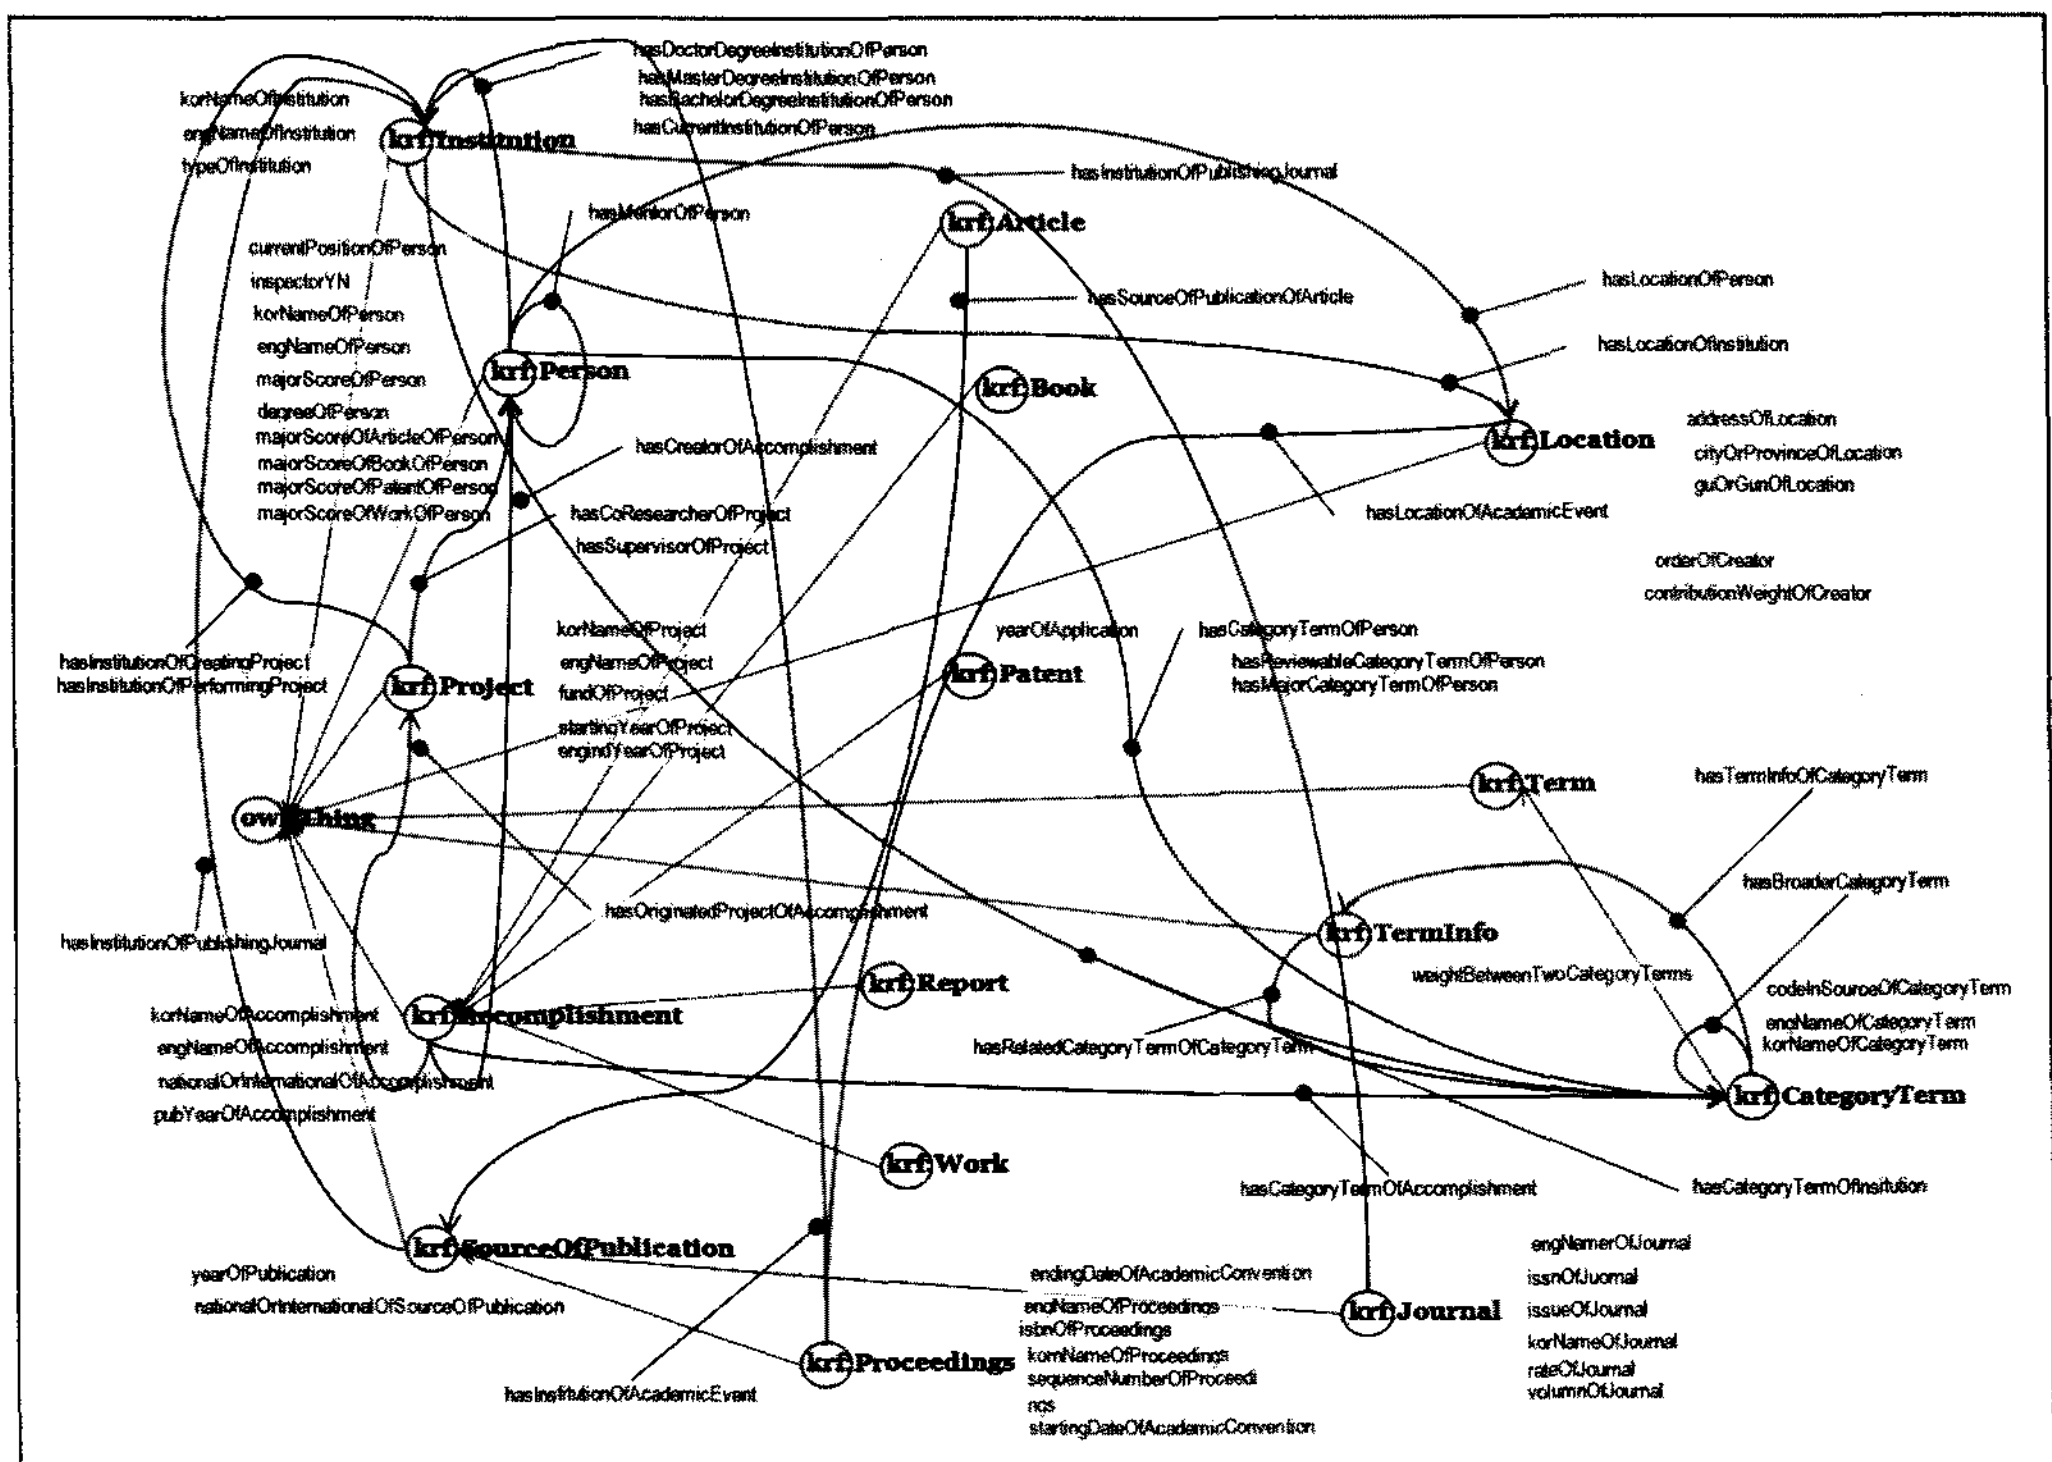 hasDoctorDegreeInstitutionOfPerson
hasMasterDegreeInstitutionOfPerson
hasBachelorDegreeInstitutionOfPerson
hasCurrentInstitutionOfPerson
korNameOfInstitution
engNameOfInstitution
typeOfInstitution
krf:Institution
hasInstitutionOfPublishingJournal
hasMentorOfPerson
krf:Article
currentPositionOfPerson
inspectorYN
korNameOfPerson
engNameOfPerson
majorScoreOfPerson
degreeOfPerson
majorScoreOfArticleOfPerson
majorScoreOfBookOfPerson
majorScoreOfPatentOfPerson
majorScoreOfWorkOfPerson
hasSourceOfPublicationOfArticle
hasLocationOfPerson
hasLocationOfInstitution
krf:Person
krf:Book
krf:Location
addressOfLocation
cityOrProvinceOfLocation
guOrGunOfLocation
hasCreatorOfAccomplishment
hasCoResearcherOfProject
hasSupervisorOfProject
hasLocationOfAcademicEvent
orderOfCreator
contributionWeightOfCreator
hasInstitutionOfCreatingProject
hasInstitutionOfPerformingProject
krf:Project
korNameOfProject
engNameOfProject
fundOfProject
startingYearOfProject
engindYearOfProject
yearOfApplication
krf:Patent
hasCategoryTermOfPerson
hasReviewableCategoryTermOfPerson
hasMajorCategoryTermOfPerson
owl:Thing
krf:Term
hasTermInfoOfCategoryTerm
hasBroaderCategoryTerm
hasOriginatedProjectOfAccomplishment
hasInstitutionOfPublishingJournal
krf:TermInfo
weightBetweenTwoCategoryTerms
krf:Report
codeInSourceOfCategoryTerm
engNameOfCategoryTerm
korNameOfCategoryTerm
krf:Accomplishment
korNameOfAccomplishment
engNameOfAccomplishment
nationalOrInternationalOfAccomplishment
pubYearOfAccomplishment
hasRelatedCategoryTermOfCategoryTerm
krf:CategoryTerm
krf:Work
hasCategoryTermOfAccomplishment
hasCategoryTermOfInsitution
krf:SourceOfPublication
yearOfPublication
nationalOrInternationalOfSourceOfPublication
hasInstitutionOfAcademicEvent
krf:Proceedings
endingDateOfAcademicConvention
engNameOfProceedings
isbnOfProceedings
kornNameOfProceedings
sequenceNumberOfProceedi
ngs
startingDateOfAcademicConvention
krf:Journal
engNamerOfJournal
issnOfJuornal
issueOfJournal
korNameOfJournal
rateOfJournal
volumnOfJournal